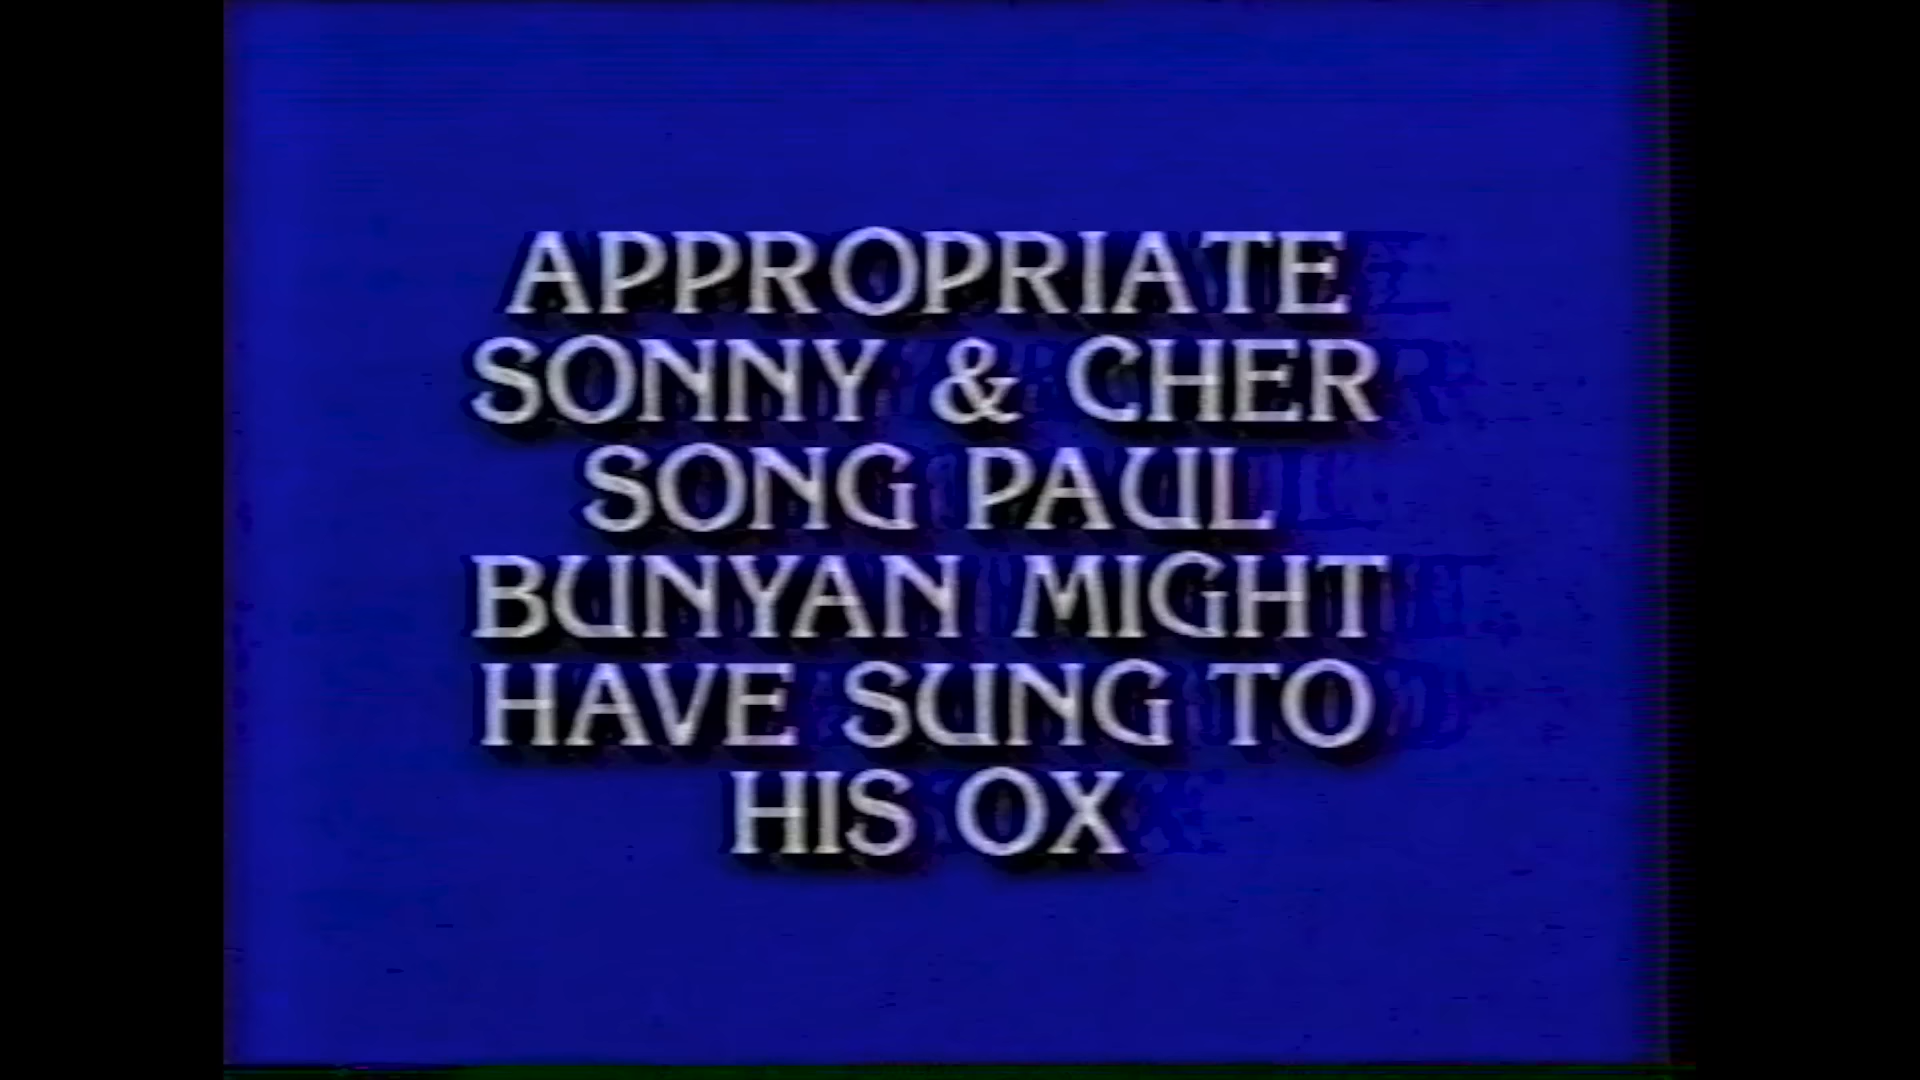 APPROPRIATE
SONNY & CHER
SONG PAUL
BUNYAN MIGHT
HAVE SUNG TO
HIS OX